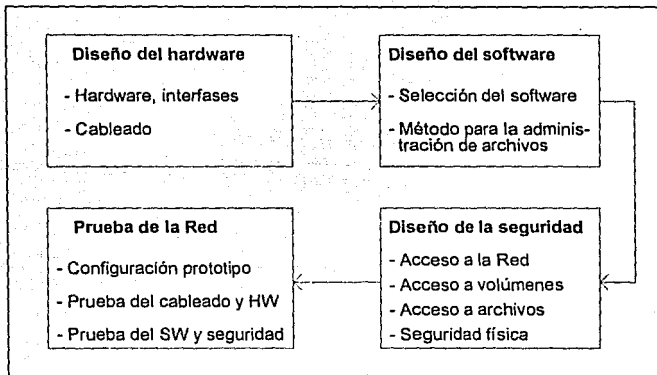 Diseño del hardware
- Hardware, interfases
- Cableado
Diseño del software
- Selección del software
- Método para la adminis-
tración de archivos
Prueba de la Red
- Configuración prototipo
- Prueba del cableado y HW
- Prueba del SW y seguridad
Diseño de la seguridad
- Acceso a la Red
- Acceso a volúmenes
- Acceso a archivos
- Seguridad física